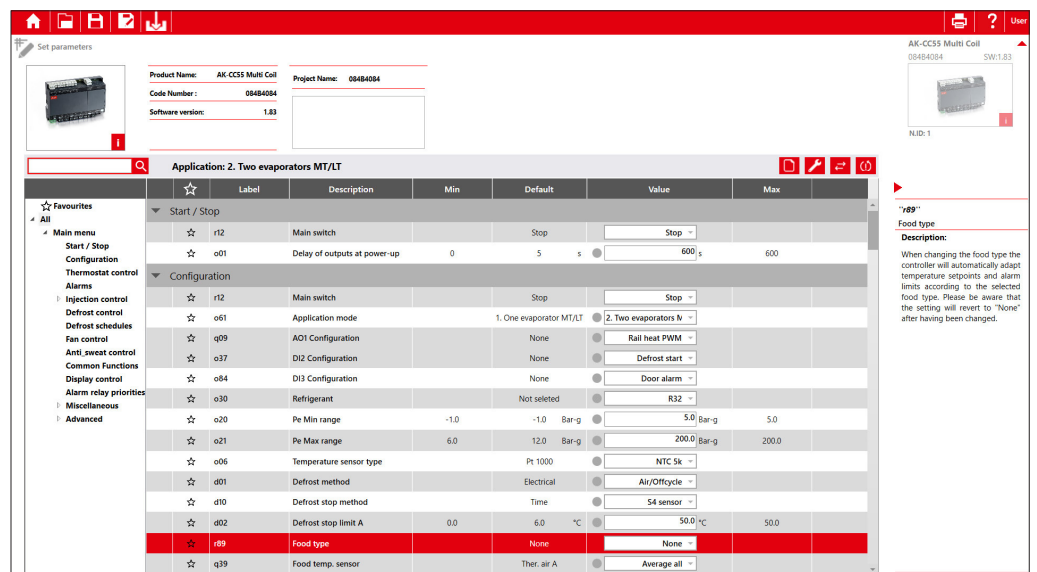 ? User
Set parameters
Product Name: AK-CC55 Multi Coil
Code Number : 084B4084
Software version: 1.83
Project Name: 084B4084
AK-CC55 Multi Coil
084B4084 SW:1.83
N.ID: 1
Application: 2. Two evaporators MT/LT
Label Description Min Default Value Max
Favourites
All
Main menu
Start / Stop
Configuration
Thermostat control
Alarms
Injection control
Defrost control
Defrost schedules
Fan control
Anti_sweat control
Common Functions
Display control
Alarm relay priorities
Miscellaneous
Advanced
Start / Stop
r12 Main switch Stop Stop
o01 Delay of outputs at power-up 0 5 s 600 s
Configuration
r12 Main switch Stop Stop
o61 Application mode 1. One evaporator MT/LT 2. Two evaporators M
q09 AO1 Configuration None Rail heat PWM
o37 DI2 Configuration None Defrost start
o84 DI3 Configuration None Door alarm
o30 Refrigerant Not seleted R32
o20 Pe Min range -1.0 -1.0 Bar-g 5.0 Bar-g 5.0
o21 Pe Max range 6.0 12.0 Bar-g 200.0 Bar-g 200.0
o06 Temperature sensor type Pt 1000 NTC 5k
d01 Defrost method Electrical Air/Offcycle
d10 Defrost stop method Time S4 sensor
d02 Defrost stop limit A 0.0 6.0 °C 50.0 °C 50.0
r89 Food type None None
q39 Food temp. sensor Ther. air A Average all
"r89"
Food type
Description:
When changing the food type the
controller will automatically adapt
temperature setpoints and alarm
limits according to the selected
food type. Please be aware that
the setting will revert to "None"
after having been changed.